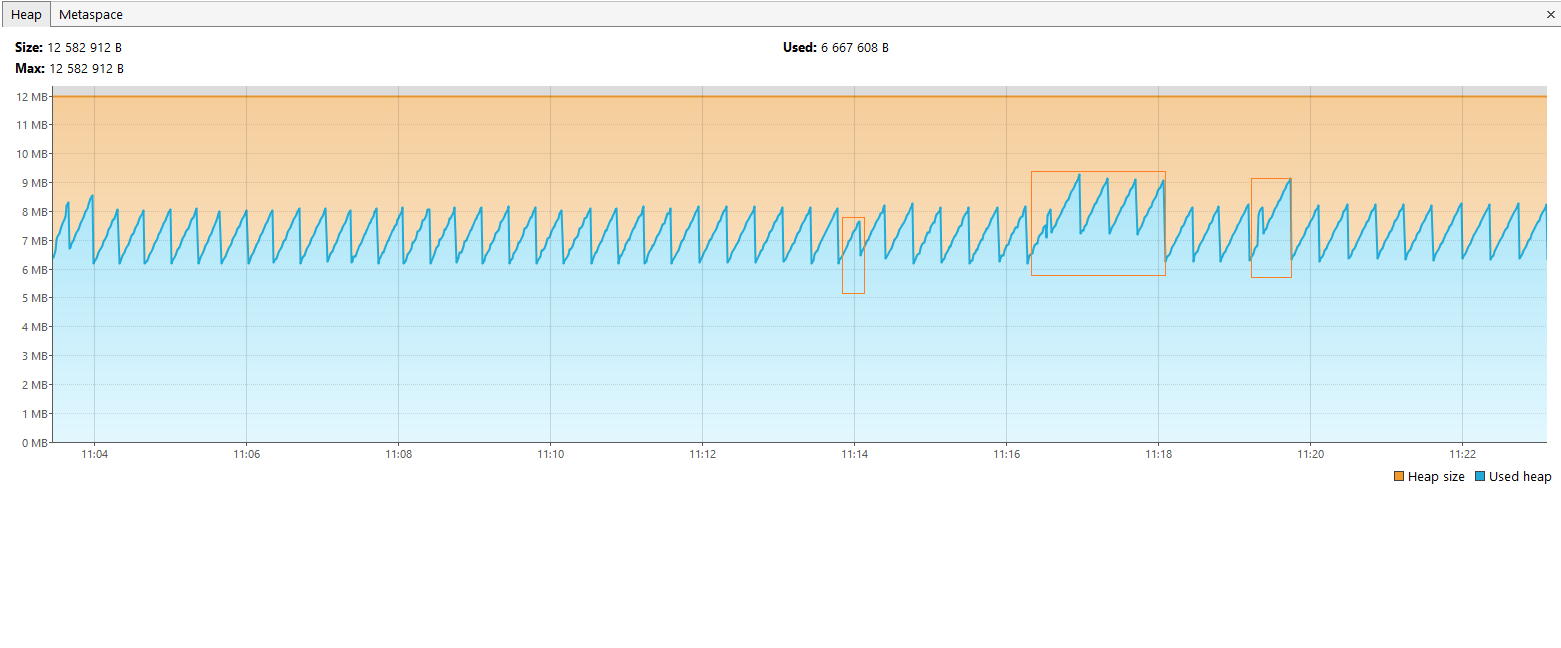 Heap Metaspace ×
Size: 12 582 912 B Used: 6 667 608 B
Max: 12 582 912 B
12 MB
11 MB
10 MB
9 MB
8 MB
7 MB
6 MB
5 MB
4 MB
3 MB
2 MB
1 MB
0 MB
11:04 11:06 11:08 11:10 11:12 11:14 11:16 11:18 11:20 11:22
Heap size Used heap